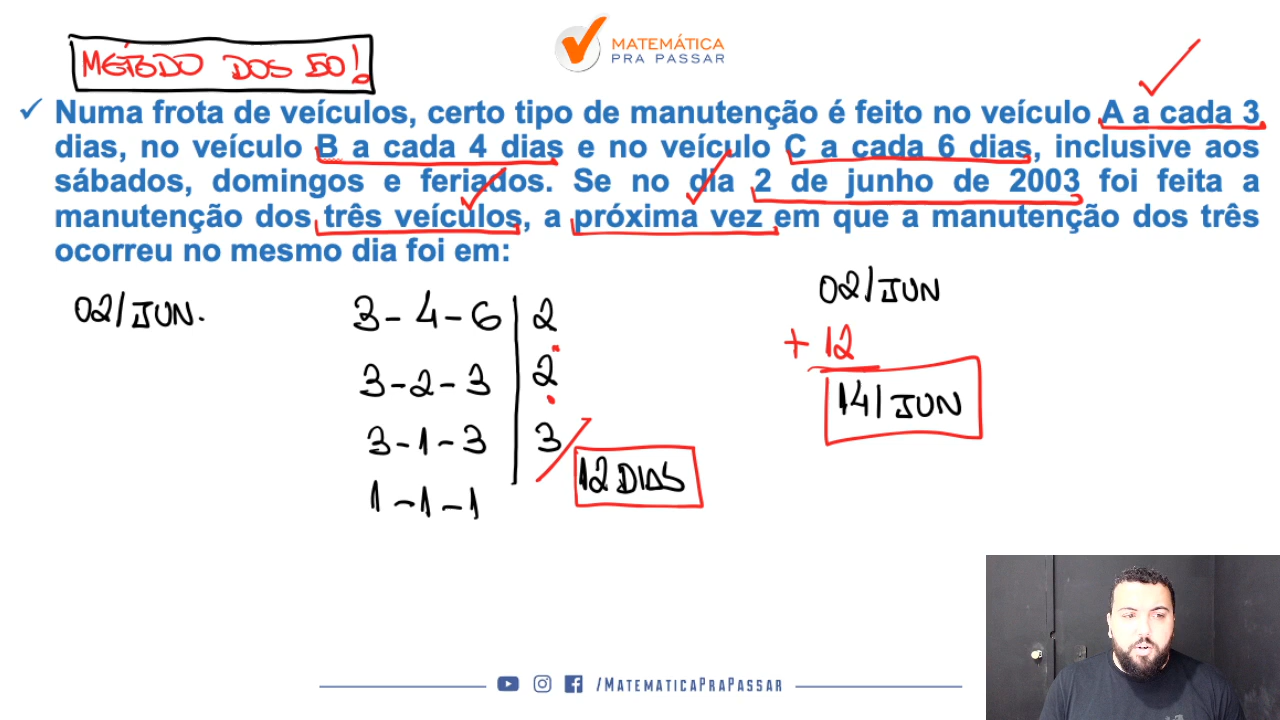 MÉTODO DOS 50!
MATEMÁTICA
PRA PASSAR
✓ Numa frota de veículos, certo tipo de manutenção é feito no veículo A a cada 3
dias, no veículo B a cada 4 dias e no veículo C a cada 6 dias, inclusive aos
sábados, domingos e feriados. Se no dia 2 de junho de 2003 foi feita a
manutenção dos três veículos, a próxima vez em que a manutenção dos três
ocorreu no mesmo dia foi em:
02/JUN.
3-4-6 | 2
3-2-3 | 2
3-1-3 | 3
1-1-1
12 DIAS
02/JUN
+ 12
14/JUN
/MATEMATICAPRAPASSAR